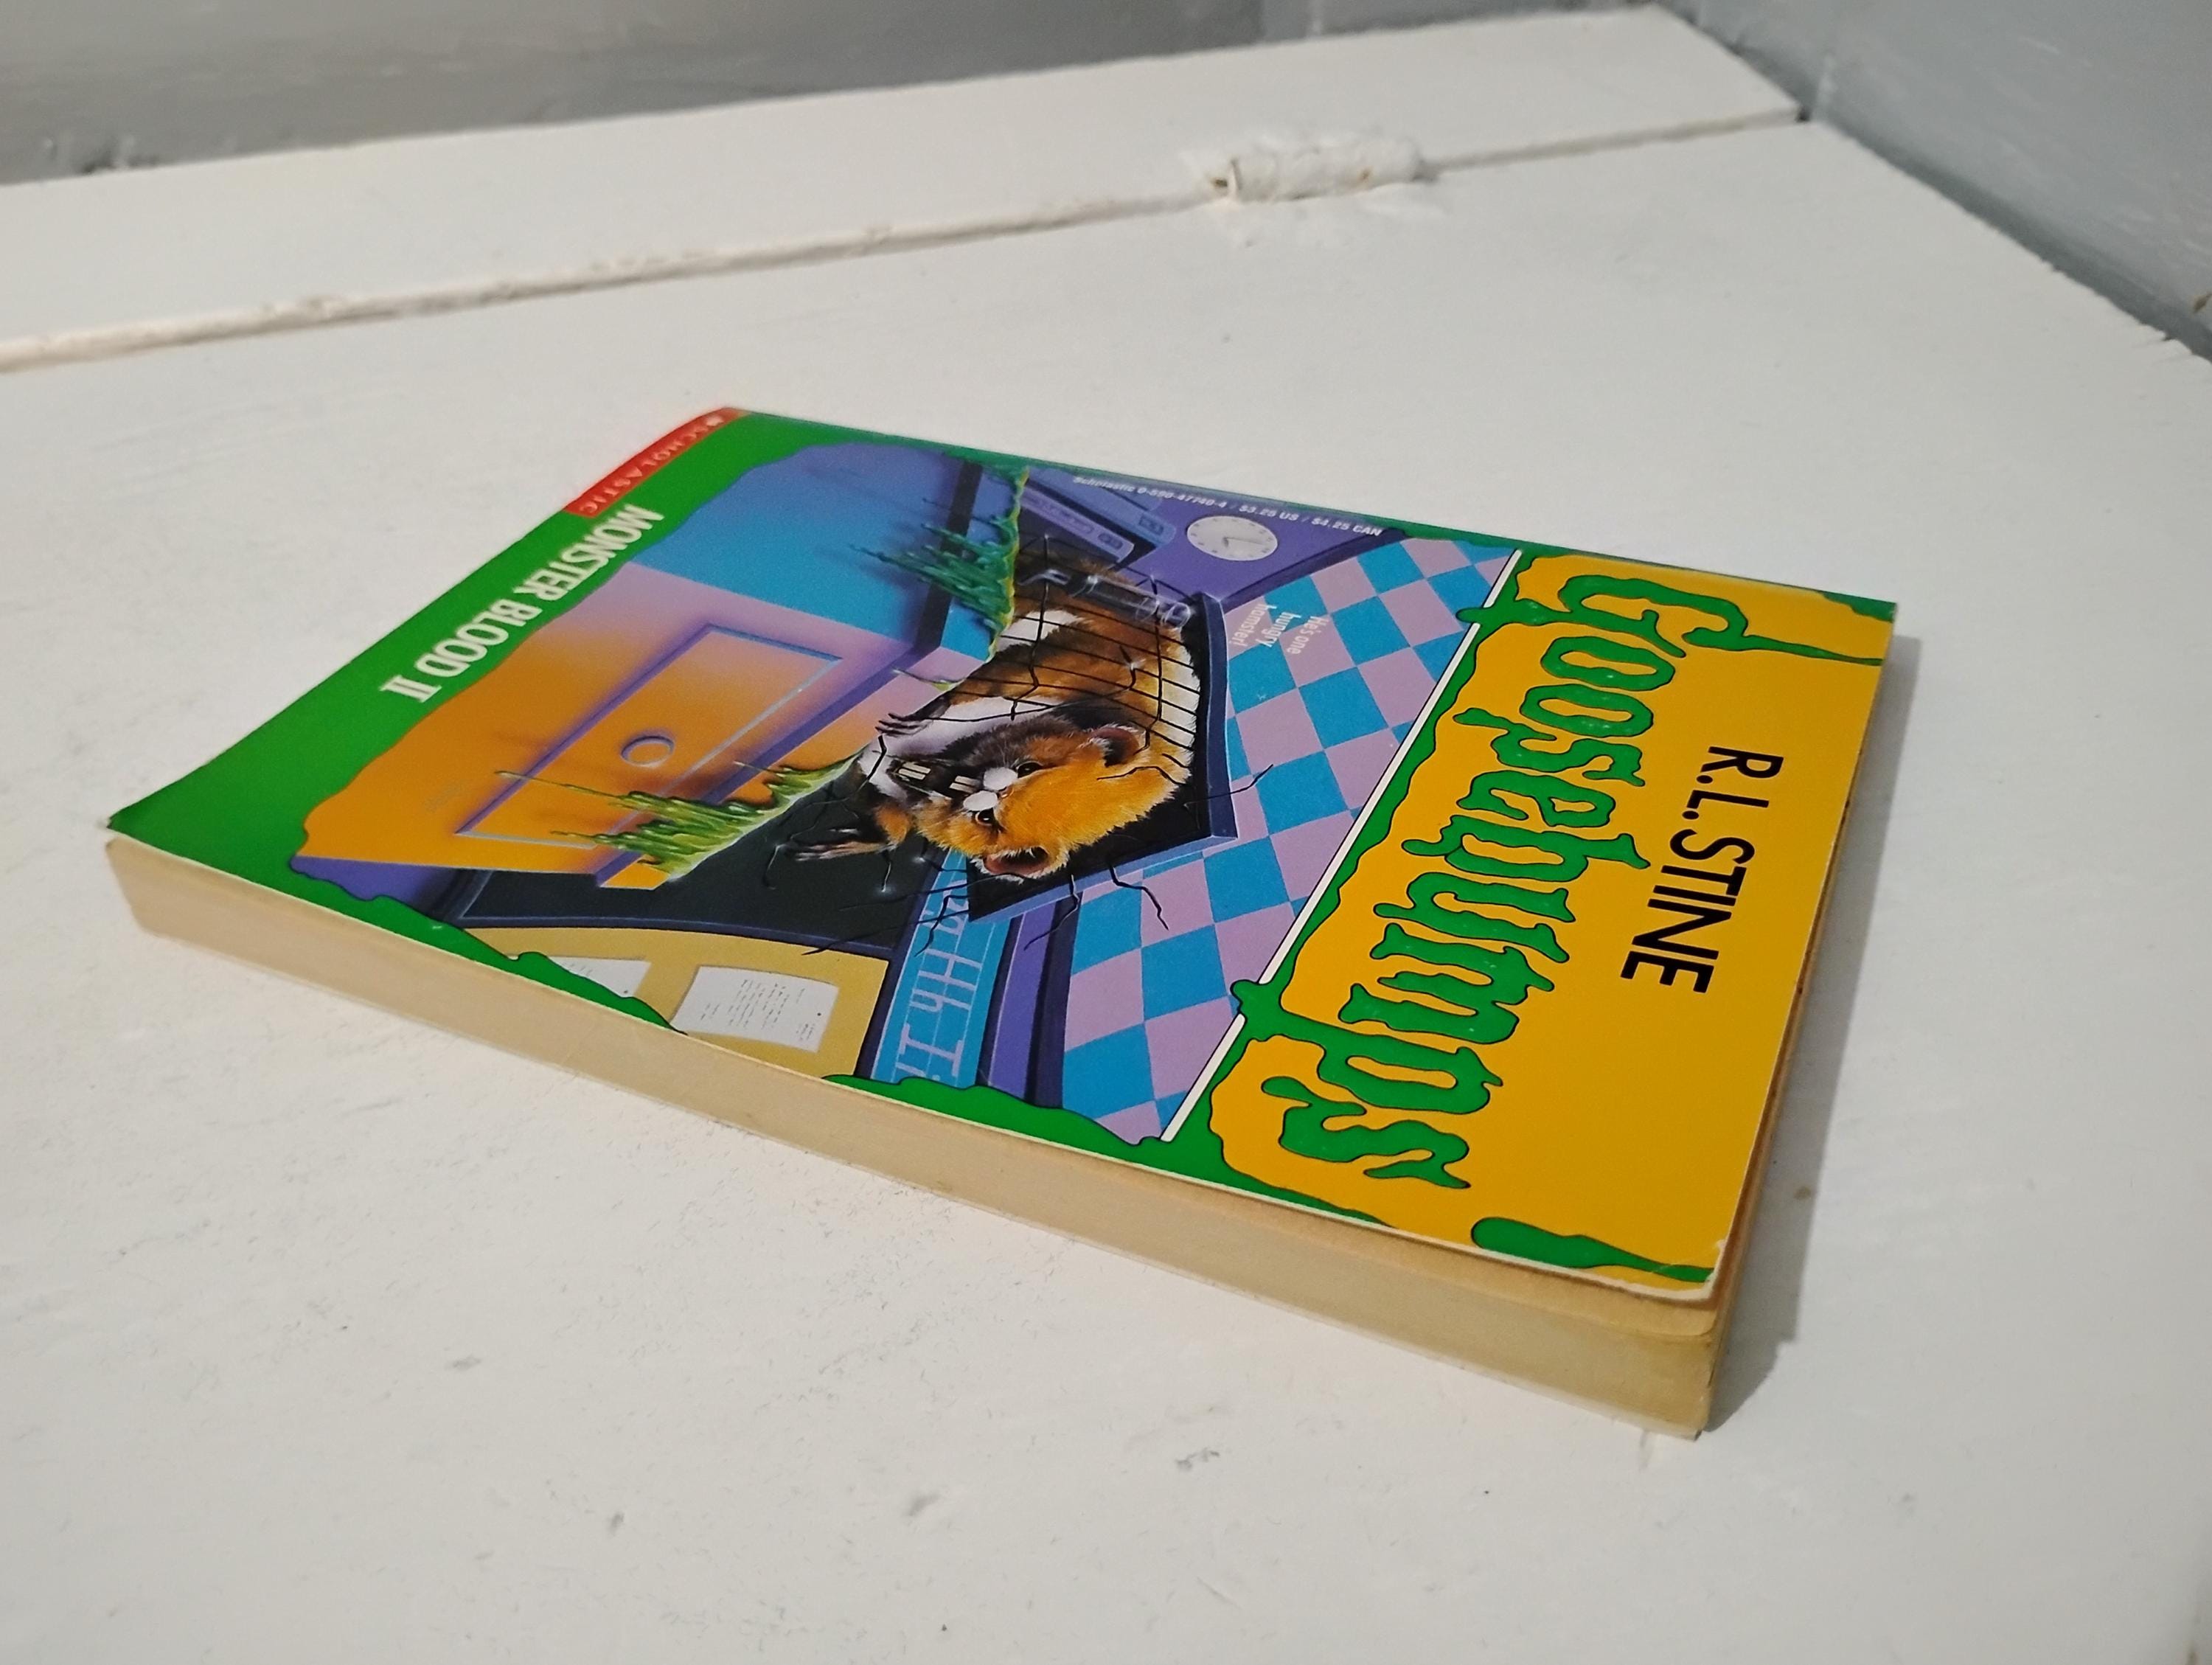 R.L. STINE
Goosebumps
He's one
hungry
hamster!
Scholastic 0-590-47740-4 / $3.25 US / $4.25 CAN
MONSTER BLOOD II
SCHOLASTIC